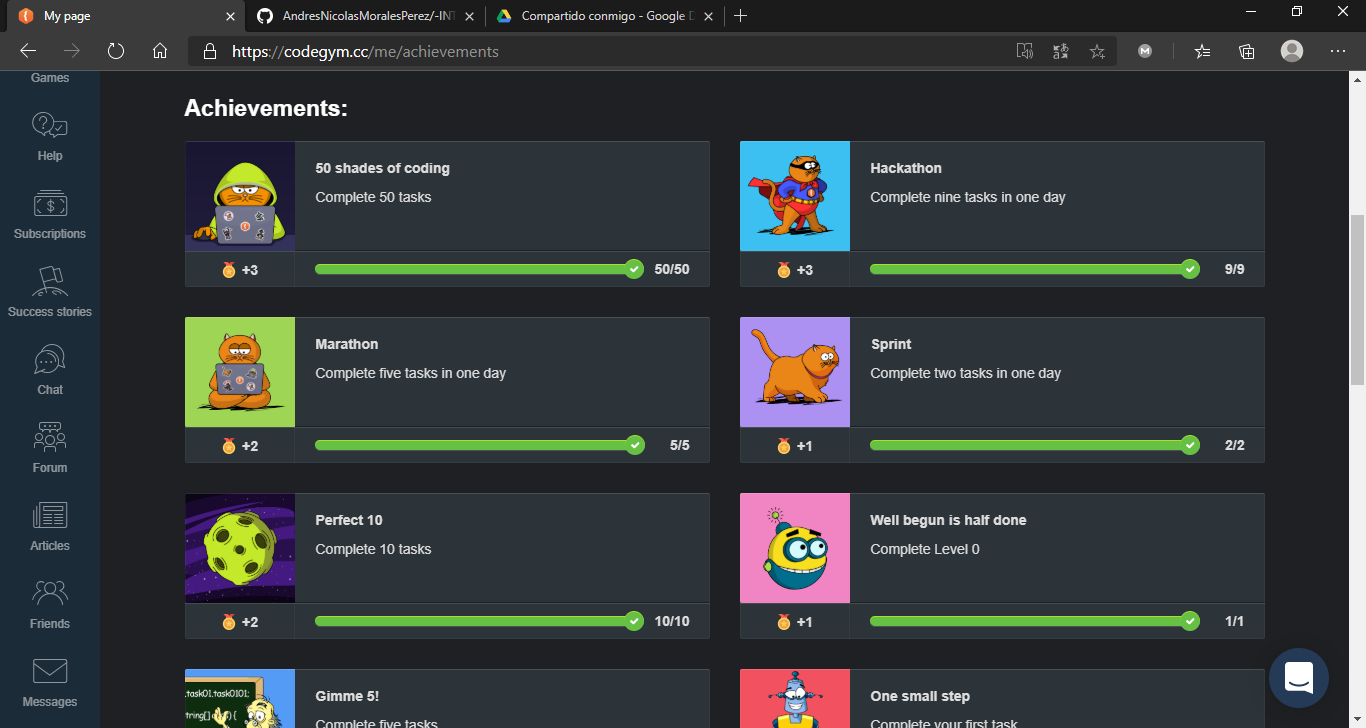 My page
AndresNicolasMoralesPerez/-INT
Compartido conmigo - Google D
https://codegym.cc/me/achievements
Games
Help
Subscriptions
Success stories
Chat
Forum
Articles
Friends
Messages
Achievements:
50 shades of coding
Complete 50 tasks
+3
50/50
Hackathon
Complete nine tasks in one day
+3
9/9
Marathon
Complete five tasks in one day
+2
5/5
Sprint
Complete two tasks in one day
+1
2/2
Perfect 10
Complete 10 tasks
+2
10/10
Well begun is half done
Complete Level 0
+1
1/1
.task01.task0101;
Gimme 5!
Complete five tasks
One small step
Complete your first task